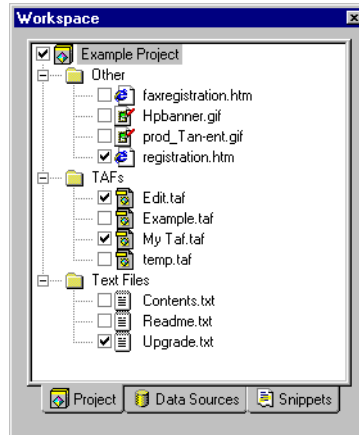 Workspace
Example Project
Other
faxregistration.htm
Hpbanner.gif
prod_Tan-ent.gif
registration.htm
TAFs
Edit.taf
Example.taf
My Taf.taf
temp.taf
Text Files
Contents.txt
Readme.txt
Upgrade.txt
Project Data Sources Snippets